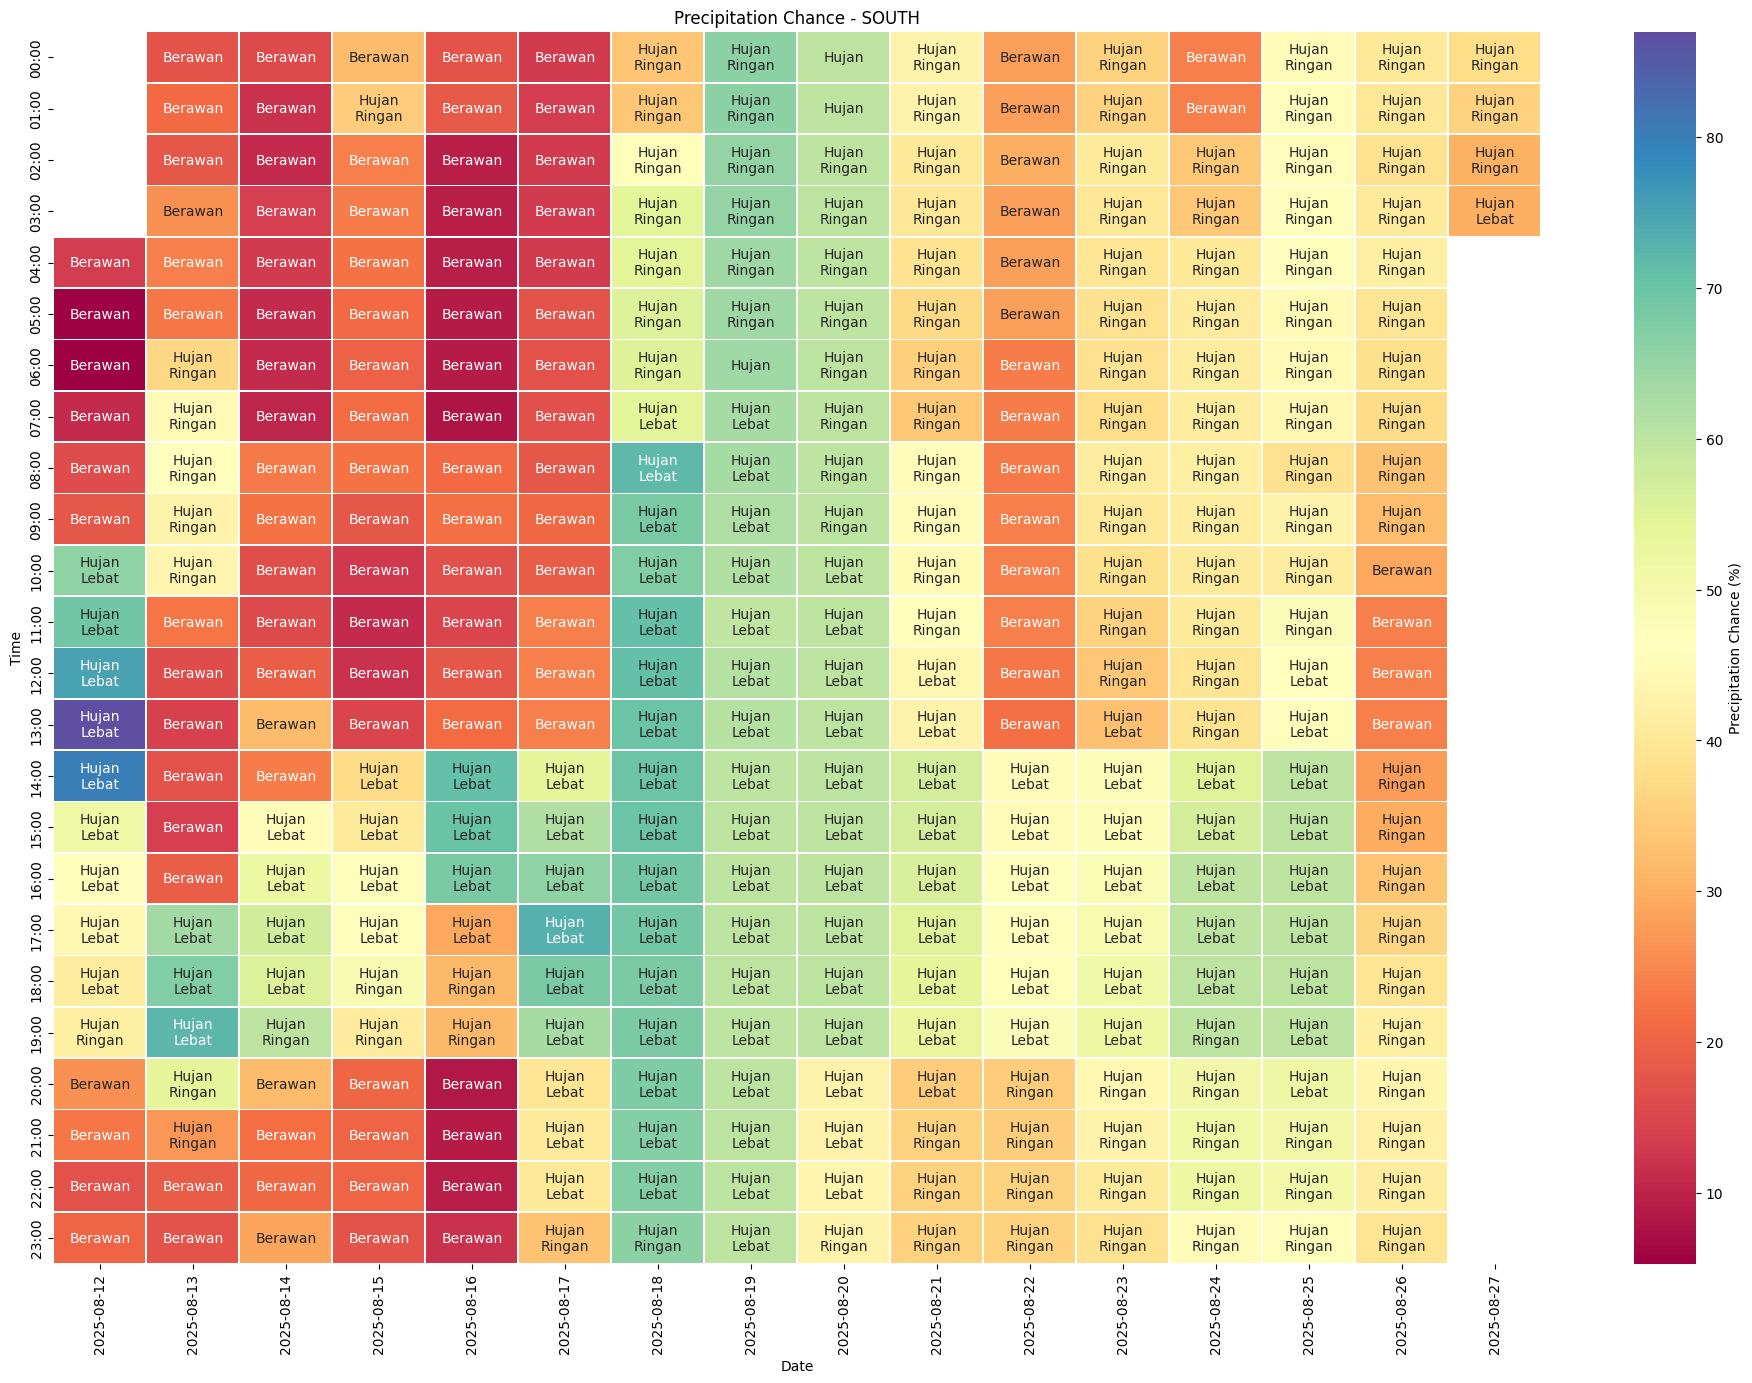 Precipitation Chance - SOUTH
00:00 Berawan Berawan Berawan Berawan Berawan Hujan Ringan Hujan Ringan Hujan Hujan Ringan Berawan Hujan Ringan Berawan Hujan Ringan Hujan Ringan Hujan Ringan
01:00 Berawan Berawan Hujan Ringan Berawan Berawan Hujan Ringan Hujan Ringan Hujan Hujan Ringan Berawan Hujan Ringan Berawan Hujan Ringan Hujan Ringan Hujan Ringan
02:00 Berawan Berawan Berawan Berawan Berawan Hujan Ringan Hujan Ringan Hujan Ringan Hujan Ringan Berawan Hujan Ringan Hujan Ringan Hujan Ringan Hujan Ringan Hujan Ringan
03:00 Berawan Berawan Berawan Berawan Berawan Hujan Ringan Hujan Ringan Hujan Ringan Hujan Ringan Berawan Hujan Ringan Hujan Ringan Hujan Ringan Hujan Ringan Hujan Lebat
04:00 Berawan Berawan Berawan Berawan Berawan Berawan Hujan Ringan Hujan Ringan Hujan Ringan Hujan Ringan Berawan Hujan Ringan Hujan Ringan Hujan Ringan Hujan Ringan
05:00 Berawan Berawan Berawan Berawan Berawan Berawan Hujan Ringan Hujan Ringan Hujan Ringan Hujan Ringan Berawan Hujan Ringan Hujan Ringan Hujan Ringan Hujan Ringan
06:00 Berawan Hujan Ringan Berawan Berawan Berawan Berawan Hujan Ringan Hujan Hujan Ringan Hujan Ringan Berawan Hujan Ringan Hujan Ringan Hujan Ringan Hujan Ringan
07:00 Berawan Hujan Ringan Berawan Berawan Berawan Berawan Hujan Lebat Hujan Lebat Hujan Ringan Hujan Ringan Berawan Hujan Ringan Hujan Ringan Hujan Ringan Hujan Ringan
08:00 Berawan Hujan Ringan Berawan Berawan Berawan Berawan Hujan Lebat Hujan Lebat Hujan Ringan Hujan Ringan Berawan Hujan Ringan Hujan Ringan Hujan Ringan Hujan Ringan
09:00 Berawan Hujan Ringan Berawan Berawan Berawan Berawan Hujan Lebat Hujan Lebat Hujan Ringan Hujan Ringan Berawan Hujan Ringan Hujan Ringan Hujan Ringan Hujan Ringan
10:00 Hujan Lebat Hujan Ringan Berawan Berawan Berawan Berawan Hujan Lebat Hujan Lebat Hujan Lebat Hujan Ringan Berawan Hujan Ringan Hujan Ringan Hujan Ringan Berawan
11:00 Hujan Lebat Berawan Berawan Berawan Berawan Berawan Hujan Lebat Hujan Lebat Hujan Lebat Hujan Ringan Berawan Hujan Ringan Hujan Ringan Hujan Ringan Berawan
12:00 Hujan Lebat Berawan Berawan Berawan Berawan Berawan Hujan Lebat Hujan Lebat Hujan Lebat Hujan Lebat Berawan Hujan Ringan Hujan Ringan Hujan Lebat Berawan
13:00 Hujan Lebat Berawan Berawan Berawan Berawan Berawan Hujan Lebat Hujan Lebat Hujan Lebat Hujan Lebat Berawan Hujan Lebat Hujan Ringan Hujan Lebat Berawan
14:00 Hujan Lebat Berawan Berawan Hujan Lebat Hujan Lebat Hujan Lebat Hujan Lebat Hujan Lebat Hujan Lebat Hujan Lebat Hujan Lebat Hujan Lebat Hujan Lebat Hujan Lebat Hujan Ringan
15:00 Hujan Lebat Berawan Hujan Lebat Hujan Lebat Hujan Lebat Hujan Lebat Hujan Lebat Hujan Lebat Hujan Lebat Hujan Lebat Hujan Lebat Hujan Lebat Hujan Lebat Hujan Lebat Hujan Ringan
16:00 Hujan Lebat Berawan Hujan Lebat Hujan Lebat Hujan Lebat Hujan Lebat Hujan Lebat Hujan Lebat Hujan Lebat Hujan Lebat Hujan Lebat Hujan Lebat Hujan Lebat Hujan Lebat Hujan Ringan
17:00 Hujan Lebat Hujan Lebat Hujan Lebat Hujan Lebat Hujan Lebat Hujan Lebat Hujan Lebat Hujan Lebat Hujan Lebat Hujan Lebat Hujan Lebat Hujan Lebat Hujan Lebat Hujan Lebat Hujan Ringan
18:00 Hujan Lebat Hujan Lebat Hujan Lebat Hujan Ringan Hujan Ringan Hujan Lebat Hujan Lebat Hujan Lebat Hujan Lebat Hujan Lebat Hujan Lebat Hujan Lebat Hujan Lebat Hujan Lebat Hujan Ringan
19:00 Hujan Ringan Hujan Lebat Hujan Ringan Hujan Ringan Hujan Ringan Hujan Lebat Hujan Lebat Hujan Lebat Hujan Lebat Hujan Lebat Hujan Lebat Hujan Lebat Hujan Ringan Hujan Lebat Hujan Ringan
20:00 Berawan Hujan Ringan Berawan Berawan Berawan Hujan Lebat Hujan Lebat Hujan Lebat Hujan Lebat Hujan Lebat Hujan Ringan Hujan Ringan Hujan Ringan Hujan Lebat Hujan Ringan
21:00 Berawan Hujan Ringan Berawan Berawan Berawan Hujan Lebat Hujan Lebat Hujan Lebat Hujan Lebat Hujan Ringan Hujan Ringan Hujan Ringan Hujan Ringan Hujan Ringan Hujan Ringan
22:00 Berawan Berawan Berawan Berawan Berawan Hujan Lebat Hujan Lebat Hujan Lebat Hujan Lebat Hujan Ringan Hujan Ringan Hujan Ringan Hujan Ringan Hujan Ringan Hujan Ringan
23:00 Berawan Berawan Berawan Berawan Berawan Hujan Ringan Hujan Ringan Hujan Lebat Hujan Ringan Hujan Ringan Hujan Ringan Hujan Ringan Hujan Ringan Hujan Ringan Hujan Ringan
Time
2025-08-12 2025-08-13 2025-08-14 2025-08-15 2025-08-16 2025-08-17 2025-08-18 2025-08-19 2025-08-20 2025-08-21 2025-08-22 2025-08-23 2025-08-24 2025-08-25 2025-08-26 2025-08-27
Date
80
70
60
50
40
30
20
10
Precipitation Chance (%)